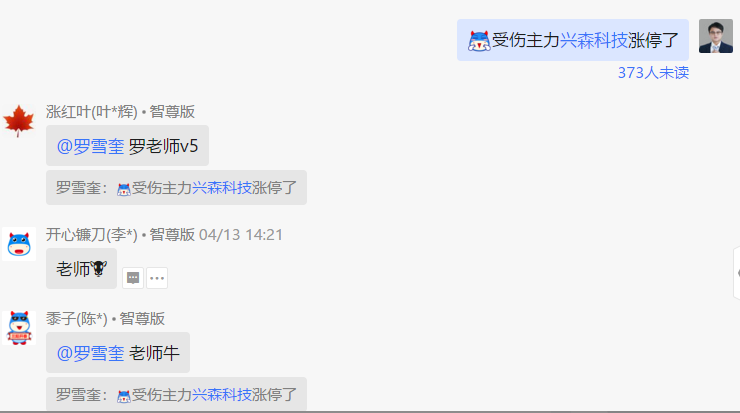 受伤主力兴森科技涨停了
373人未读
涨红叶(叶*辉) • 智尊版
@罗雪奎 罗老师v5
罗雪奎：受伤主力兴森科技涨停了
开心镰刀(李*) • 智尊版 04/13 14:21
老师
黍子(陈*) • 智尊版
@罗雪奎 老师牛
罗雪奎：受伤主力兴森科技涨停了